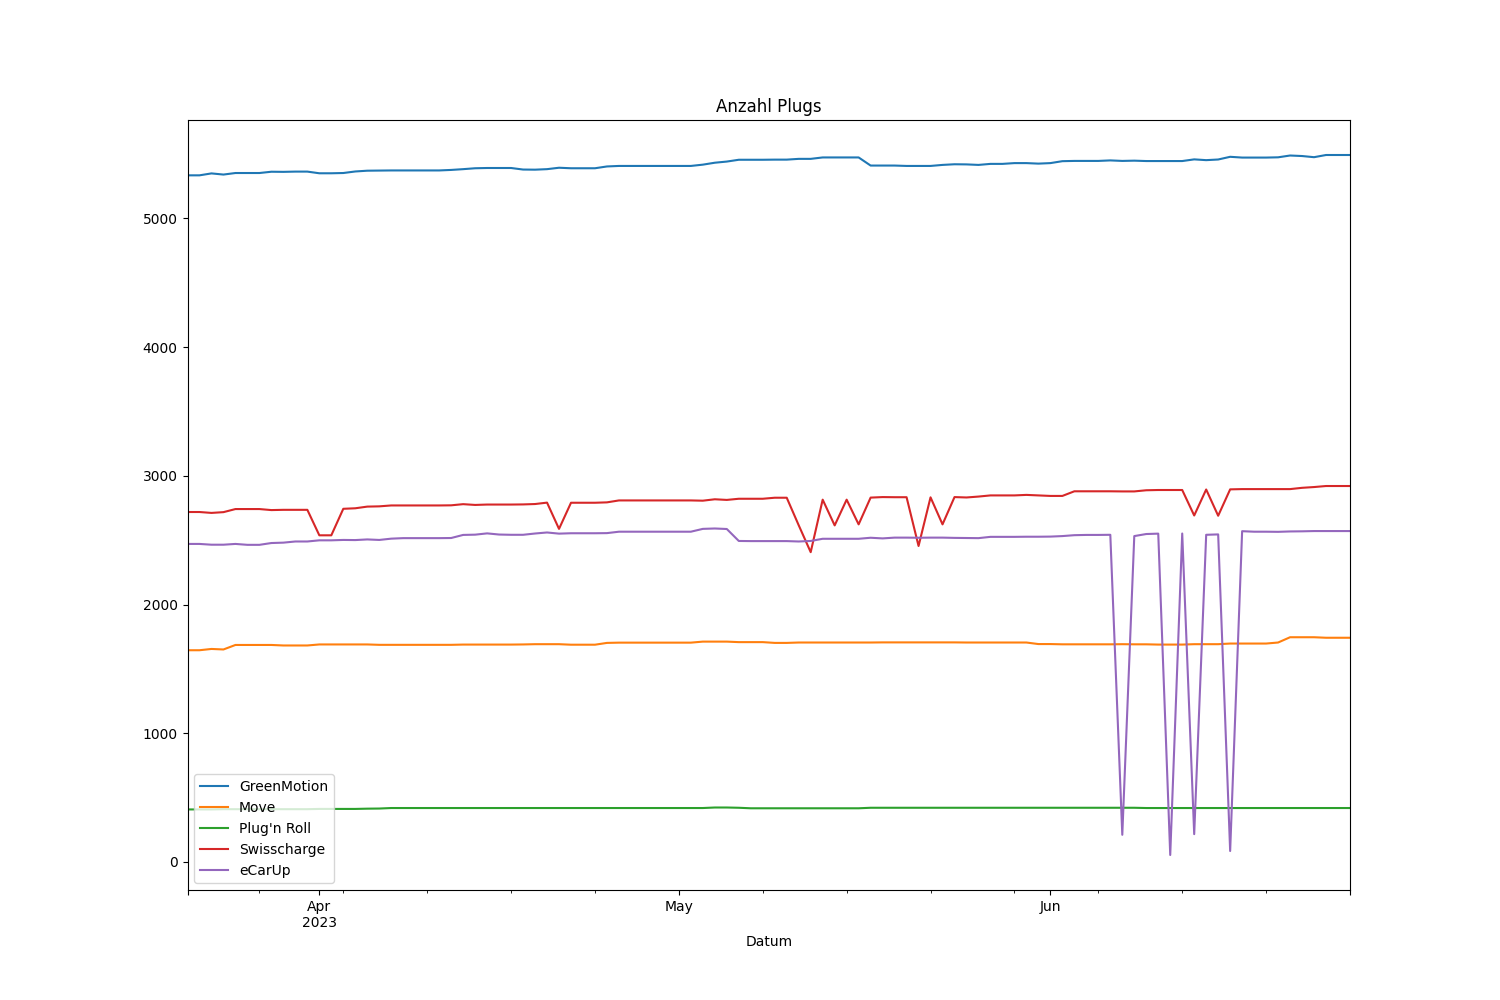 Anzahl Plugs
5000
4000
3000
2000
1000
0
GreenMotion
Move
Plug'n Roll
Swisscharge
eCarUp
Apr
2023
May
Jun
Datum